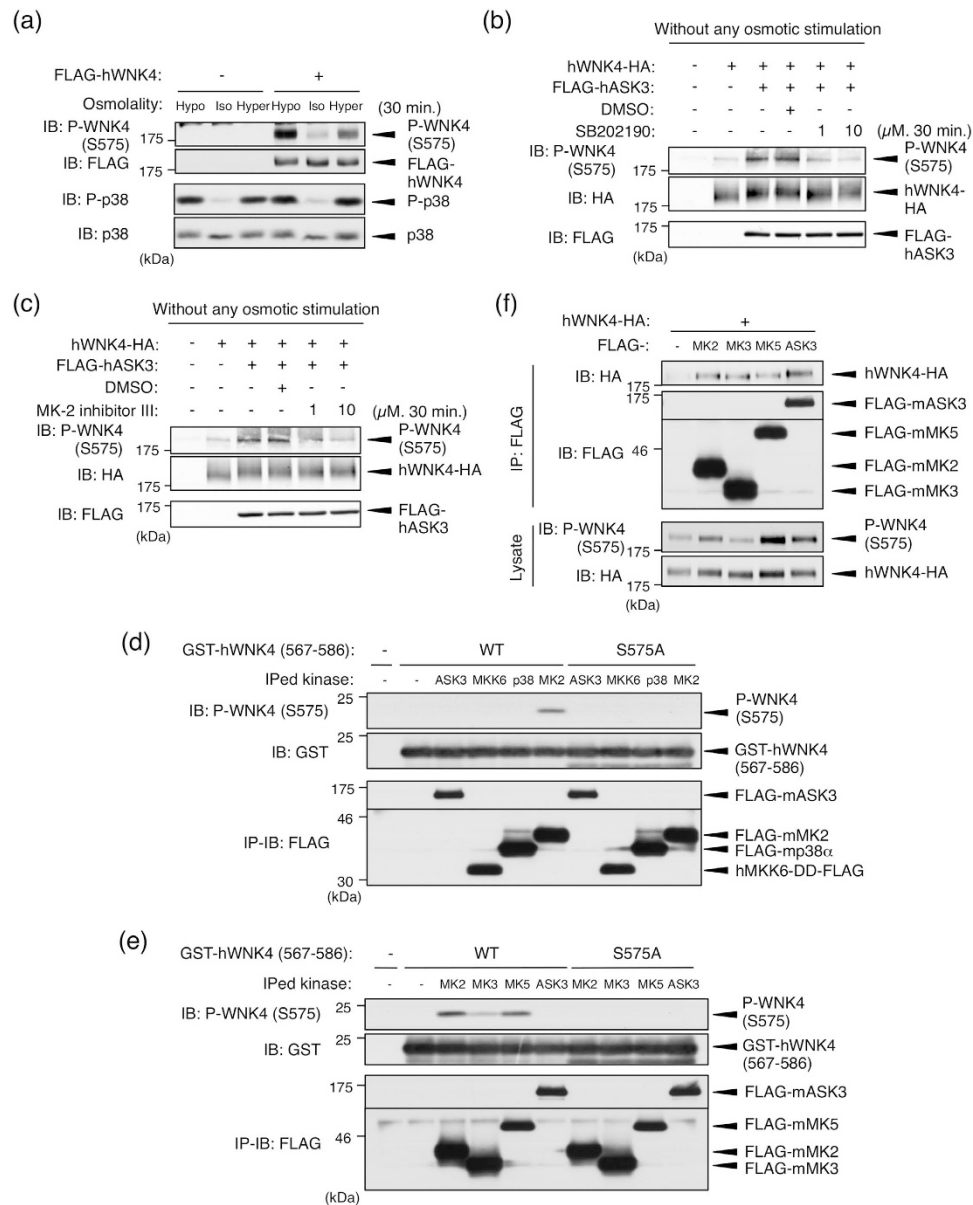 (a)
FLAG-hWNK4: - +
Osmolality: Hypo Iso Hyper Hypo Iso Hyper (30 min.)
IB: P-WNK4 (S575) 175 P-WNK4 (S575)
IB: FLAG 175 FLAG-hWNK4
IB: P-p38 P-p38
IB: p38 p38
(kDa)
(b)
Without any osmotic stimulation
hWNK4-HA: - + + + + +
FLAG-hASK3: - - + + + +
DMSO: - - - + - -
SB202190: - - - - 1 10 (μM. 30 min.)
IB: P-WNK4 (S575) 175 P-WNK4 (S575)
IB: HA 175 hWNK4-HA
IB: FLAG 175 FLAG-hASK3
(kDa)
(c)
Without any osmotic stimulation
hWNK4-HA: - + + + + +
FLAG-hASK3: - - + + + +
DMSO: - - - + - -
MK-2 inhibitor III: - - - - 1 10 (μM. 30 min.)
IB: P-WNK4 (S575) 175 P-WNK4 (S575)
IB: HA 175 hWNK4-HA
IB: FLAG 175 FLAG-hASK3
(kDa)
(f)
hWNK4-HA: +
FLAG-: - MK2 MK3 MK5 ASK3
IP: FLAG
IB: HA 175 hWNK4-HA
175 FLAG-mASK3
IB: FLAG 46 FLAG-mMK5
FLAG-mMK2
FLAG-mMK3
Lysate
IB: P-WNK4 (S575) 175 P-WNK4 (S575)
IB: HA 175 hWNK4-HA
(kDa)
(d)
GST-hWNK4 (567-586): - WT S575A
IPed kinase: - - ASK3 MKK6 p38 MK2 ASK3 MKK6 p38 MK2
IB: P-WNK4 (S575) 25 P-WNK4 (S575)
IB: GST 25 GST-hWNK4 (567-586)
175 FLAG-mASK3
IP-IB: FLAG 46 FLAG-mMK2
FLAG-mp38α
30 hMKK6-DD-FLAG
(kDa)
(e)
GST-hWNK4 (567-586): - WT S575A
IPed kinase: - - MK2 MK3 MK5 ASK3 MK2 MK3 MK5 ASK3
IB: P-WNK4 (S575) 25 P-WNK4 (S575)
IB: GST 25 GST-hWNK4 (567-586)
175 FLAG-mASK3
IP-IB: FLAG 46 FLAG-mMK5
FLAG-mMK2
FLAG-mMK3
(kDa)